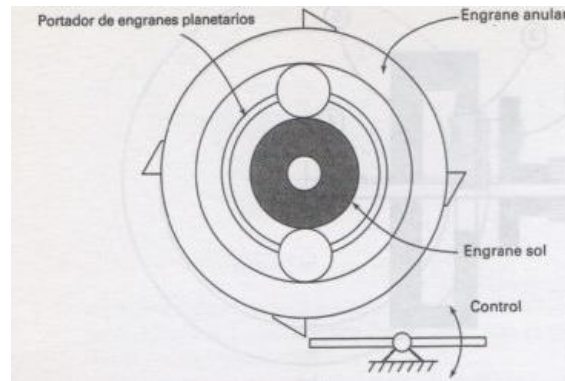 Portador de engranes planetarios
Engrane anular
Engrane sol
Control